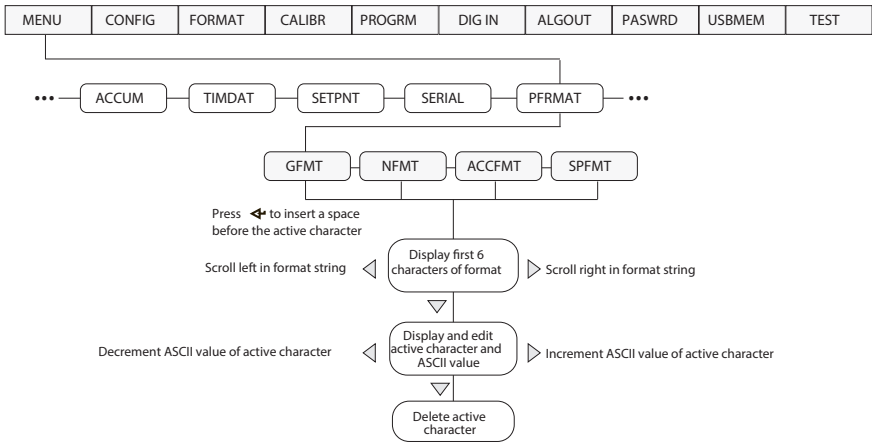 MENU CONFIG FORMAT CALIBR PROGRM DIG IN ALGOUT PASWRD USBMEM TEST
••• ACCUM TIMDAT SETPNT SERIAL PFRMAT •••
GFMT NFMT ACCFMT SPFMT
Press to insert a space
before the active character
Display first 6
characters of format
Scroll left in format string
Scroll right in format string
Display and edit
active character and
ASCII value
Decrement ASCII value of active character
Increment ASCII value of active character
Delete active
character